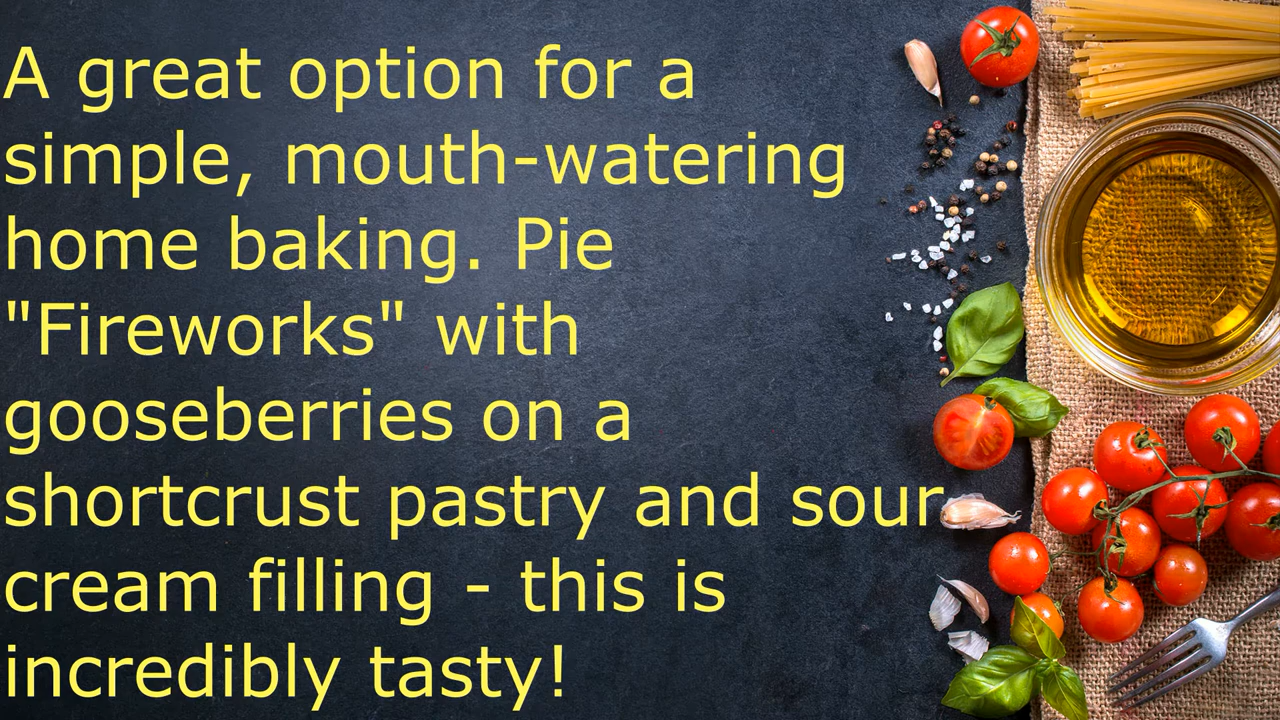 A great option for a
simple, mouth-watering
home baking. Pie
"Fireworks" with
gooseberries on a
shortcrust pastry and sour
cream filling - this is
incredibly tasty!